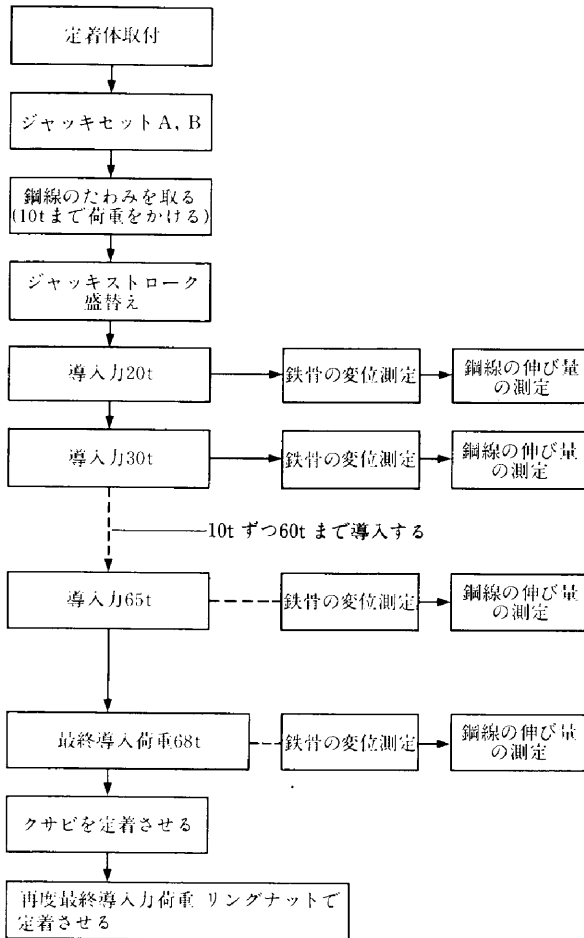 定着体取付
ジャッキセットA, B
鋼線のたわみを取る
(10tまで荷重をかける)
ジャッキストローク
盛替え
導入力20t
鉄骨の変位測定
鋼線の伸び量
の測定
導入力30t
鉄骨の変位測定
鋼線の伸び量
の測定
10tずつ60tまで導入する
導入力65t
鉄骨の変位測定
鋼線の伸び量
の測定
最終導入荷重68t
鉄骨の変位測定
鋼線の伸び量
の測定
クサビを定着させる
再度最終導入力荷重 リングナットで
定着させる